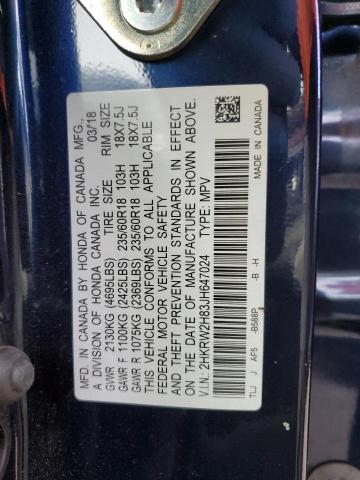 MFD. IN CANADA BY HONDA OF CANADA MFG.,
A DIVISION OF HONDA CANADA INC. 03/'18
TIRE SIZE RIM SIZE
GVWR 2130KG (4695LBS)
GAWR F 1100KG (2425LBS) 235/60R18 103H 18X7.5J
GAWR R 1075KG (2369LBS) 235/60R18 103H 18X7.5J
THIS VEHICLE CONFORMS TO ALL APPLICABLE
FEDERAL MOTOR VEHICLE SAFETY
AND THEFT PREVENTION STANDARDS IN EFFECT
ON THE DATE OF MANUFACTURE SHOWN ABOVE.
V.I.N.: 2HKRW2H83JH647024 TYPE: MPV
TLJ J AF5 -B588P -B -H MADE IN CANADA